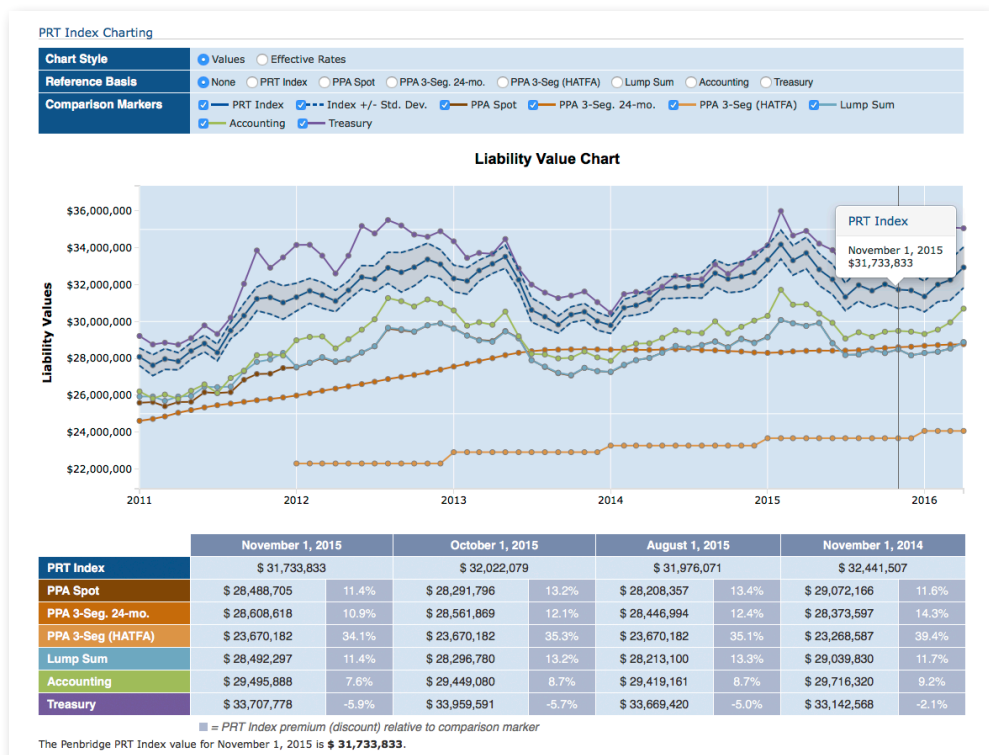 PRT Index Charting
Chart Style Values Effective Rates
Reference Basis None PRT Index PPA Spot PPA 3-Seg. 24-mo. PPA 3-Seg (HATFA) Lump Sum Accounting Treasury
Comparison Markers PRT Index Index +/- Std. Dev. PPA Spot PPA 3-Seg. 24-mo. PPA 3-Seg (HATFA) Lump Sum
Accounting Treasury
Liability Value Chart
Liability Values
$36,000,000
$34,000,000
$32,000,000
$30,000,000
$28,000,000
$26,000,000
$24,000,000
$22,000,000
PRT Index
November 1, 2015
$31,733,833
2011 2012 2013 2014 2015 2016
November 1, 2015 October 1, 2015 August 1, 2015 November 1, 2014
PRT Index $ 31,733,833 $ 32,022,079 $ 31,976,071 $ 32,441,507
PPA Spot $ 28,488,705 11.4% $ 28,291,796 13.2% $ 28,208,357 13.4% $ 29,072,166 11.6%
PPA 3-Seg. 24-mo. $ 28,608,618 10.9% $ 28,561,869 12.1% $ 28,446,994 12.4% $ 28,373,597 14.3%
PPA 3-Seg (HATFA) $ 23,670,182 34.1% $ 23,670,182 35.3% $ 23,670,182 35.1% $ 23,268,587 39.4%
Lump Sum $ 28,492,297 11.4% $ 28,296,780 13.2% $ 28,213,100 13.3% $ 29,039,830 11.7%
Accounting $ 29,495,888 7.6% $ 29,449,080 8.7% $ 29,419,161 8.7% $ 29,716,320 9.2%
Treasury $ 33,707,778 -5.9% $ 33,959,591 -5.7% $ 33,669,420 -5.0% $ 33,142,568 -2.1%
= PRT Index premium (discount) relative to comparison marker
The Penbridge PRT Index value for November 1, 2015 is $ 31,733,833.